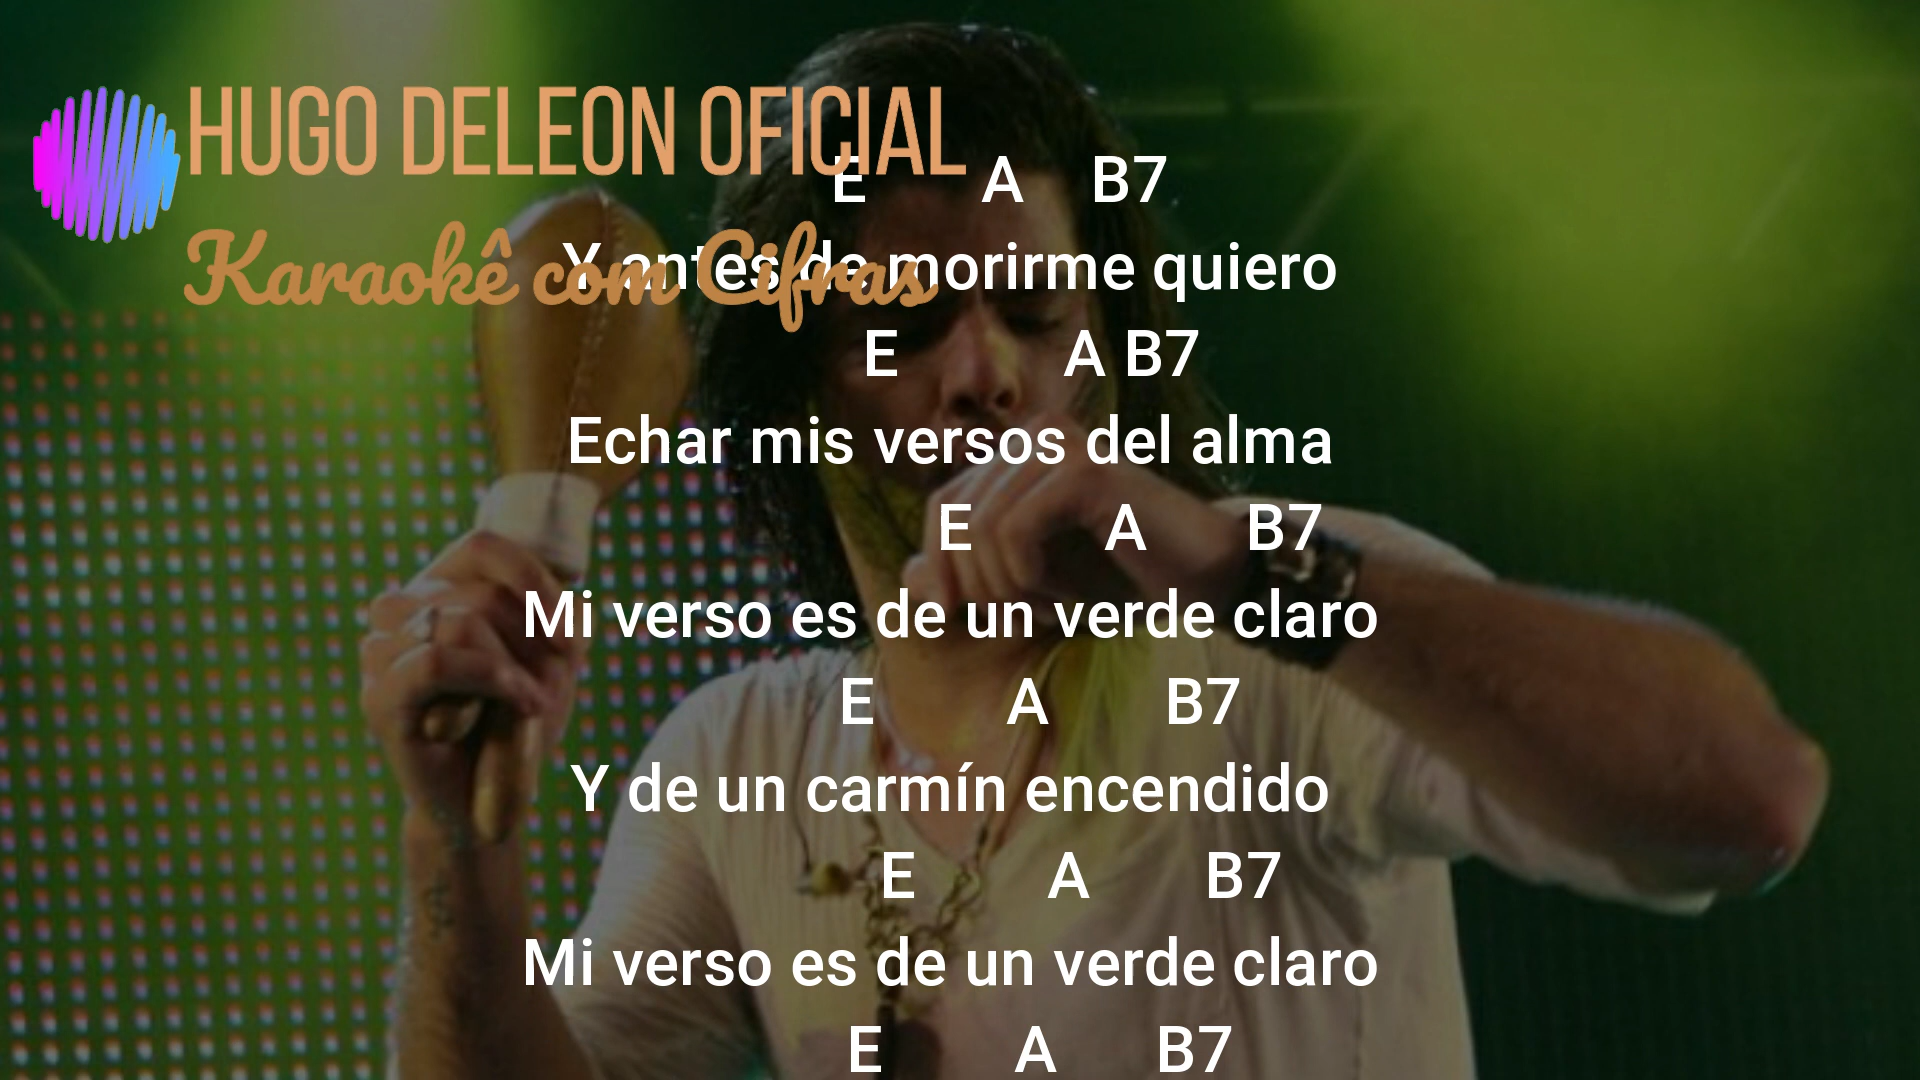 HUGO DELEON OFICIAL
Karaokê com Cifras
E A B7
Y antes de morirme quiero
E A B7
Echar mis versos del alma
E A B7
Mi verso es de un verde claro
E A B7
Y de un carmín encendido
E A B7
Mi verso es de un verde claro
E A B7